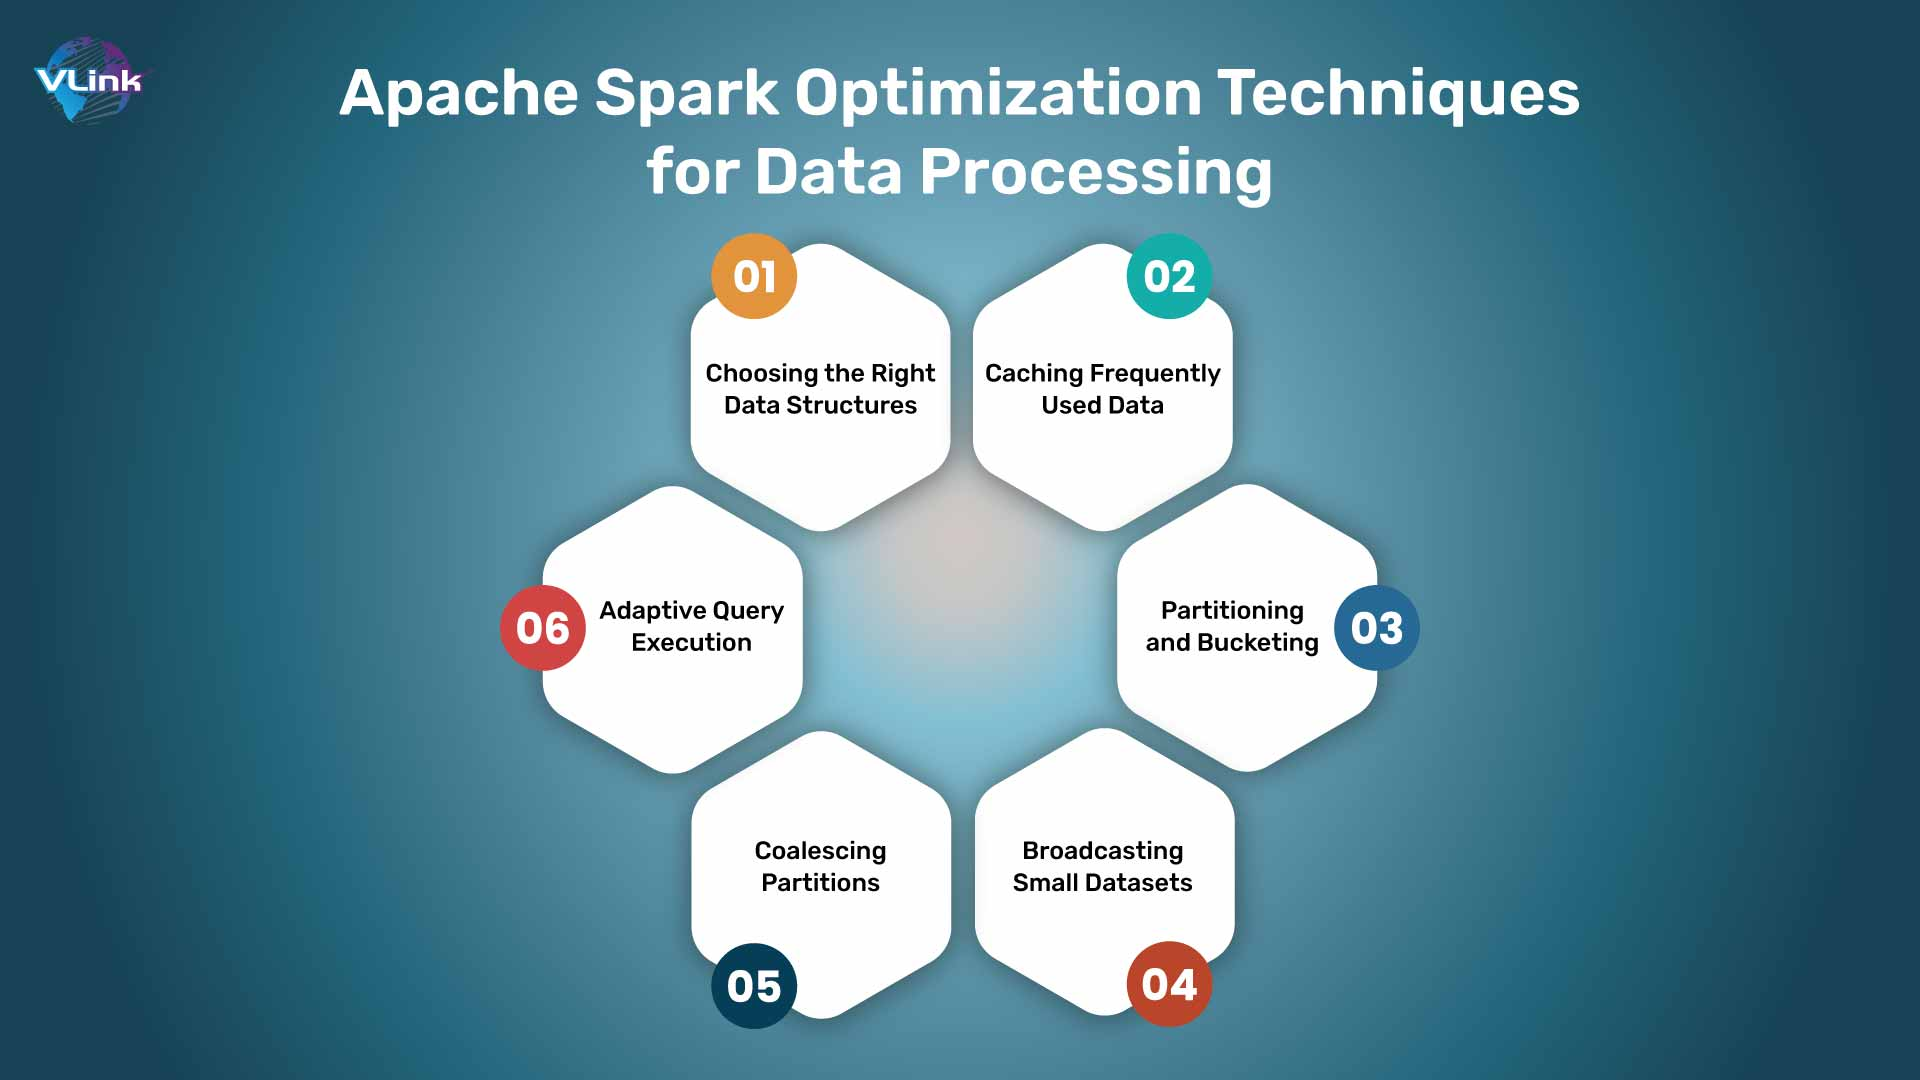 VLink
Apache Spark Optimization Techniques
for Data Processing
01
Choosing the Right
Data Structures
02
Caching Frequently
Used Data
03
Partitioning
and Bucketing
04
Broadcasting
Small Datasets
05
Coalescing
Partitions
06
Adaptive Query
Execution